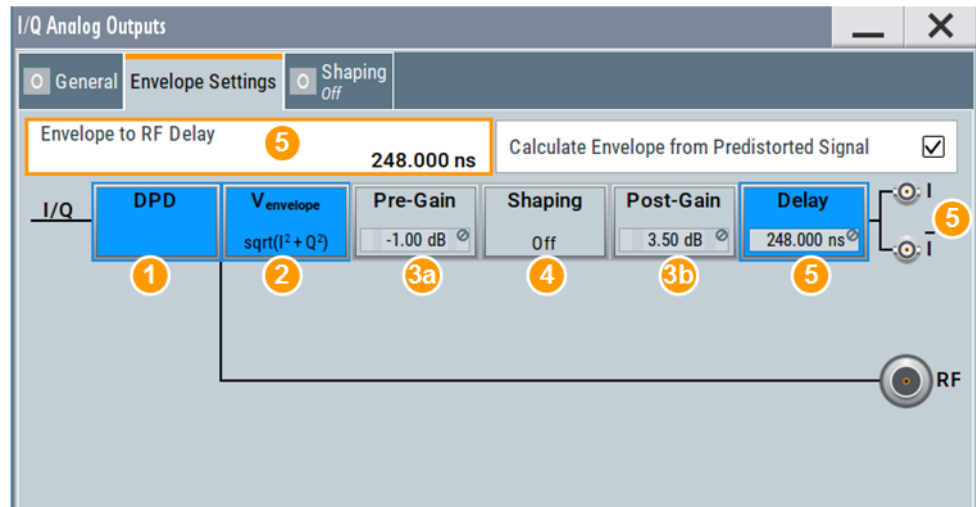 I/Q Analog Outputs
General
Envelope Settings
Shaping
Off
Envelope to RF Delay
5
248.000 ns
Calculate Envelope from Predistorted Signal
I/Q
DPD
Venvelope
sqrt(I² + Q²)
Pre-Gain
-1.00 dB
Shaping
Off
Post-Gain
3.50 dB
Delay
248.000 ns
I
5
I̅
1
2
3a
4
3b
5
RF